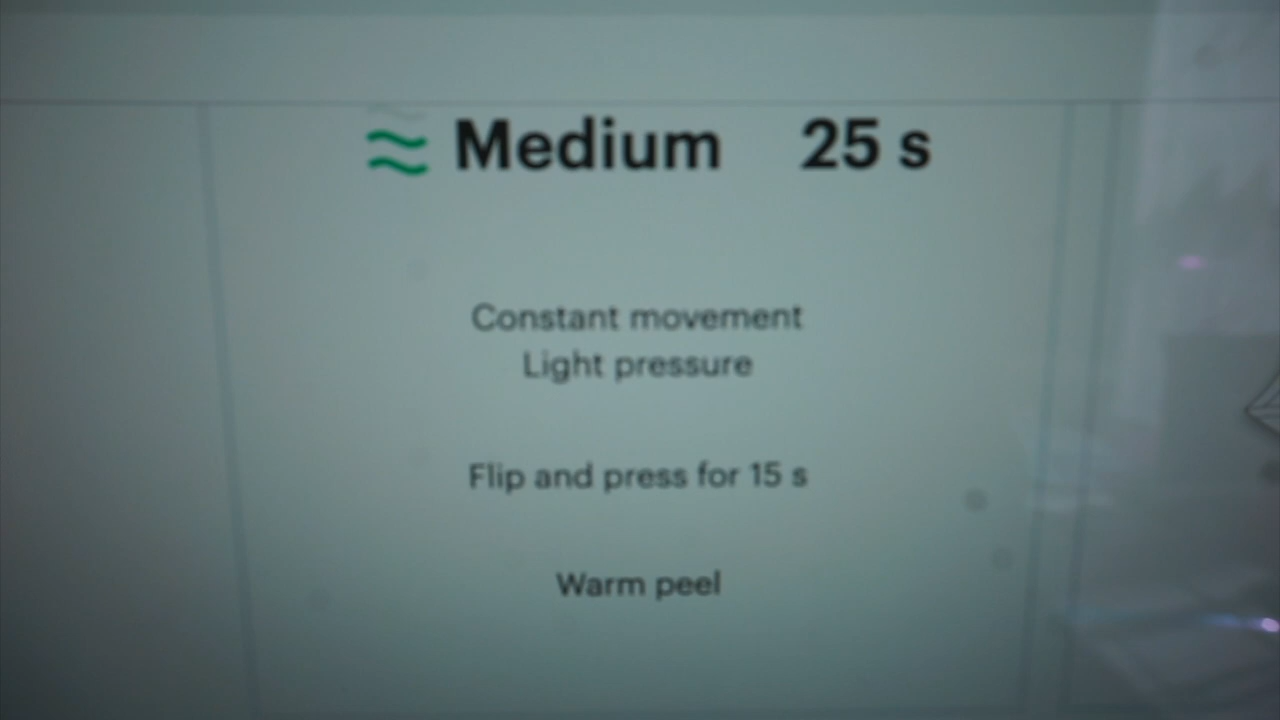 Medium 25 s
Constant movement
Light pressure
Flip and press for 15 s
Warm peel